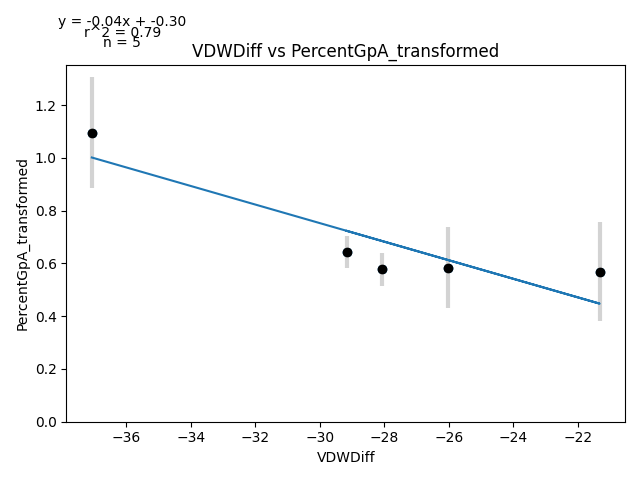 y = -0.04x + -0.30
r^2 = 0.79
n = 5
VDWDiff vs PercentGpA_transformed
PercentGpA_transformed
1.2
1.0
0.8
0.6
0.4
0.2
0.0
−36
−34
−32
−30
−28
−26
−24
−22
VDWDiff